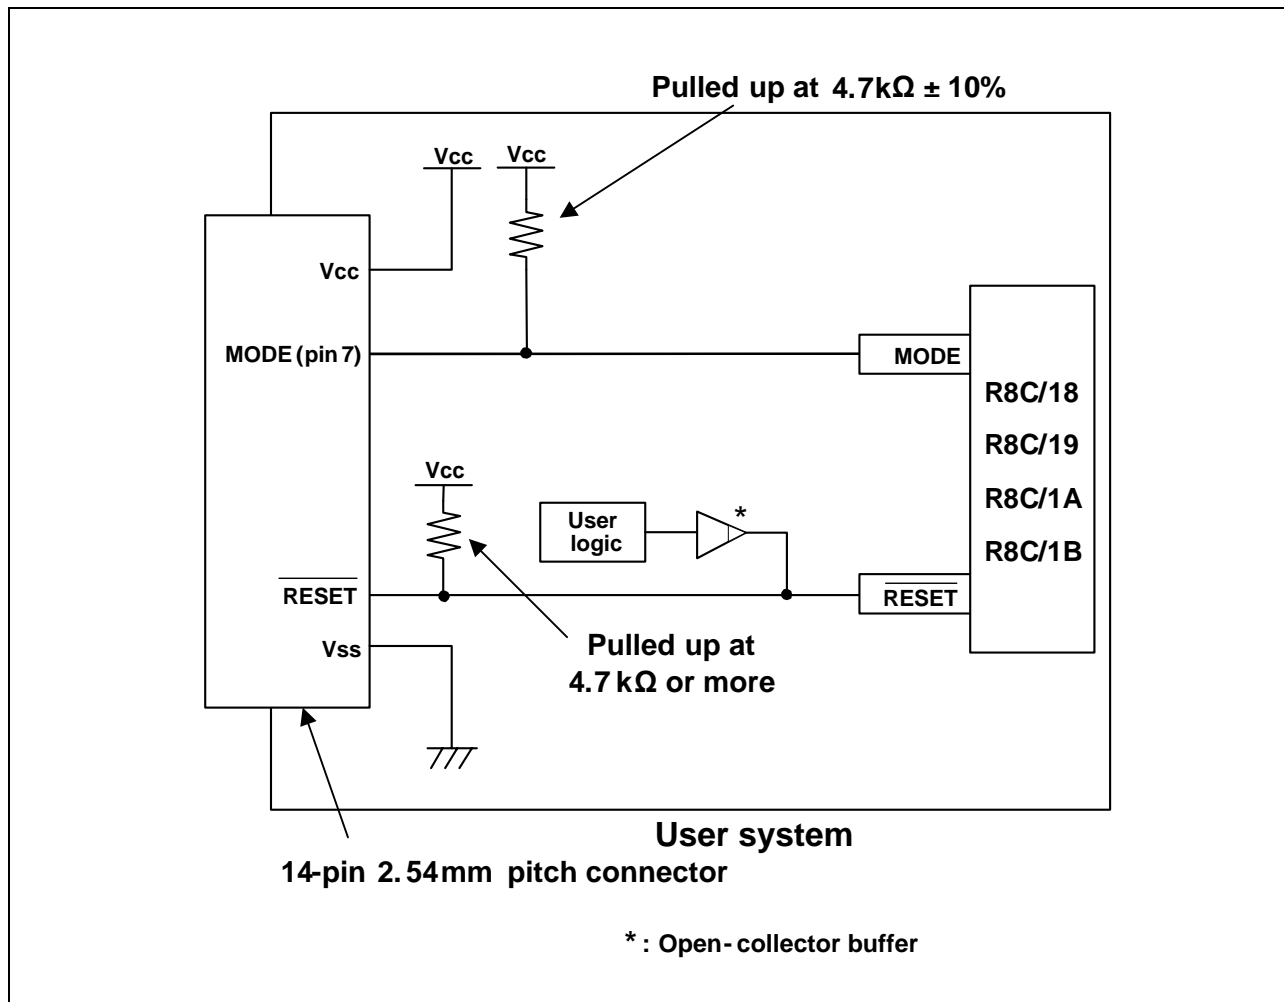 Pulled up at 4.7kΩ ± 10%
Vcc
Vcc
Vcc
MODE (pin 7)
MODE
R8C/18
R8C/19
R8C/1A
R8C/1B
Vcc
User
logic
*
RESET
RESET
Vss
Pulled up at
4.7 kΩ or more
User system
14-pin 2.54mm pitch connector
* : Open-collector buffer